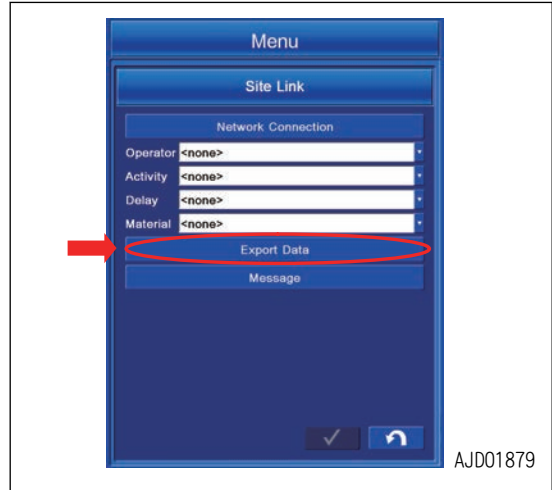 Menu
Site Link
Network Connection
Operator <none>
Activity <none>
Delay <none>
Material <none>
Export Data
Message
AJD01879